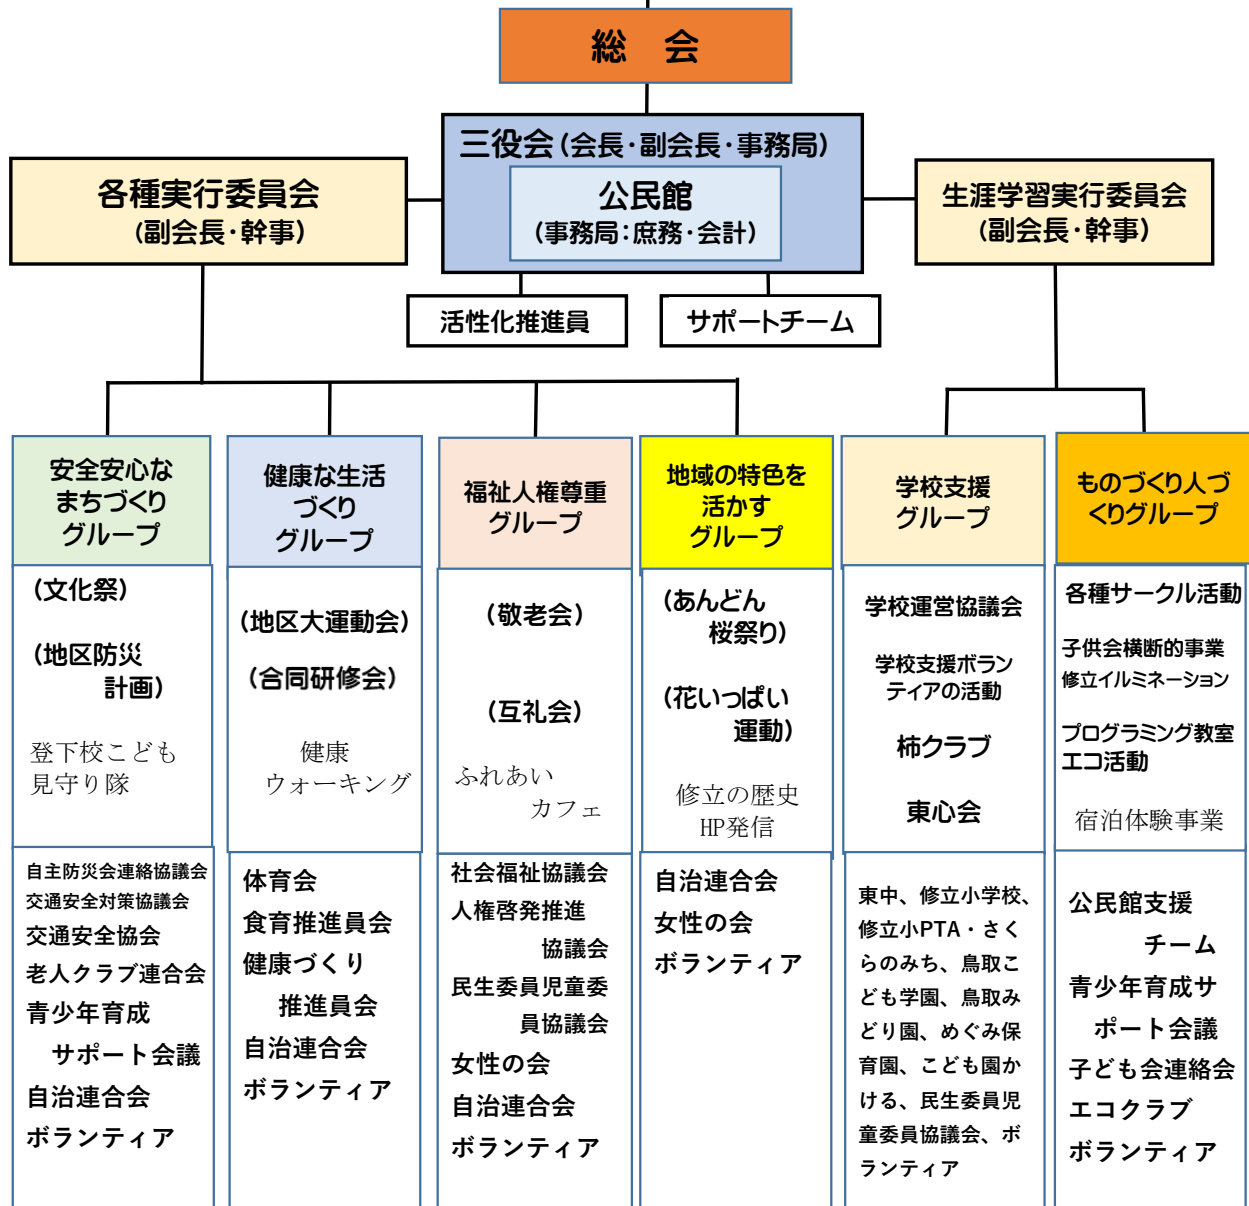 総　会
三役会(会長・副会長・事務局)
公民館
(事務局:庶務・会計)
各種実行委員会
(副会長・幹事)
生涯学習実行委員会
(副会長・幹事)
活性化推進員
サポートチーム
安全安心な
まちづくり
グループ
(文化祭)
(地区防災
計画)
登下校こども
見守り隊
自主防災会連絡協議会
交通安全対策協議会
交通安全協会
老人クラブ連合会
青少年育成
サポート会議
自治連合会
ボランティア
健康な生活
づくり
グループ
(地区大運動会)
(合同研修会)
健康
ウォーキング
体育会
食育推進員会
健康づくり
推進員会
自治連合会
ボランティア
福祉人権尊重
グループ
(敬老会)
(互礼会)
ふれあい
カフェ
社会福祉協議会
人権啓発推進
協議会
民生委員児童委
員協議会
女性の会
自治連合会
ボランティア
地域の特色を
活かす
グループ
(あんどん
桜祭り)
(花いっぱい
運動)
修立の歴史
HP発信
自治連合会
女性の会
ボランティア
学校支援
グループ
学校運営協議会
学校支援ボラン
ティアの活動
柿クラブ
東心会
東中、修立小学校、
修立小PTA・さく
らのみち、鳥取こ
ども学園、鳥取み
どり園、めぐみ保
育園、こども園か
ける、民生委員児
童委員協議会、ボ
ランティア
ものづくり人づ
くりグループ
各種サークル活動
子供会横断的事業
修立イルミネーション
プログラミング教室
エコ活動
宿泊体験事業
公民館支援
チーム
青少年育成サ
ポート会議
子ども会連絡会
エコクラブ
ボランティア